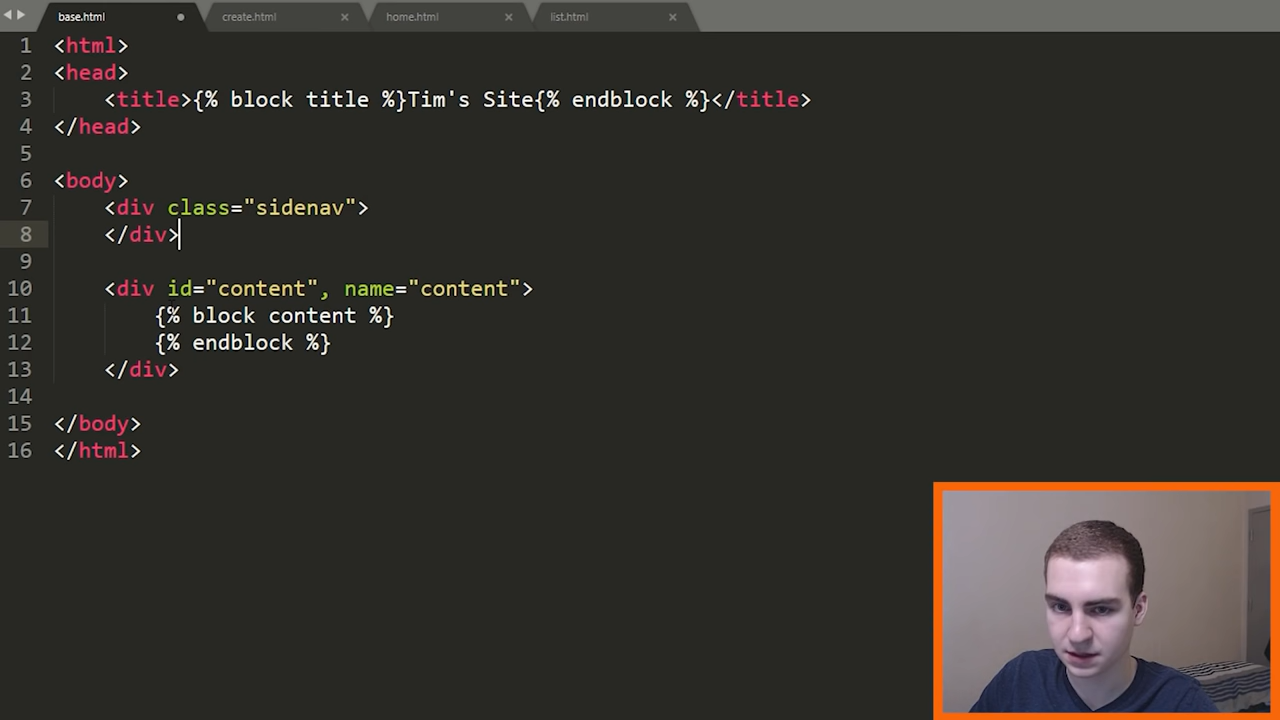 base.html create.html home.html list.html
1 <html>
2 <head>
3 <title>{% block title %}Tim's Site{% endblock %}</title>
4 </head>
5
6 <body>
7 <div class="sidenav">
8 </div>
9
10 <div id="content", name="content">
11 {% block content %}
12 {% endblock %}
13 </div>
14
15 </body>
16 </html>